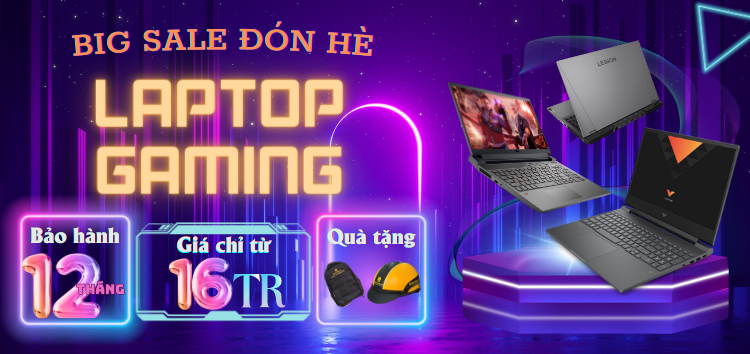 BIG SALE ĐÓN HÈ
LAPTOP
GAMING
Bảo hành
12
THÁNG
Giá chỉ từ
16TR
Quà tặng
LEGION